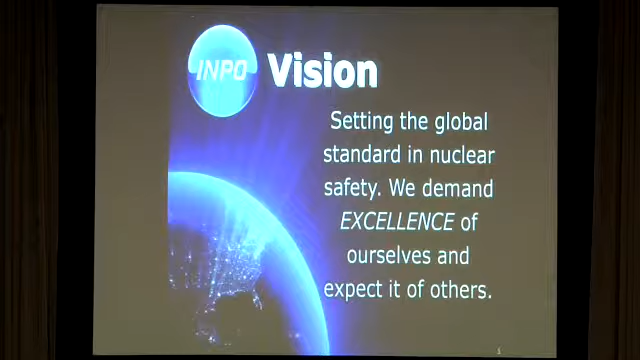 INPO
Vision
Setting the global
standard in nuclear
safety. We demand
EXCELLENCE of
ourselves and
expect it of others.